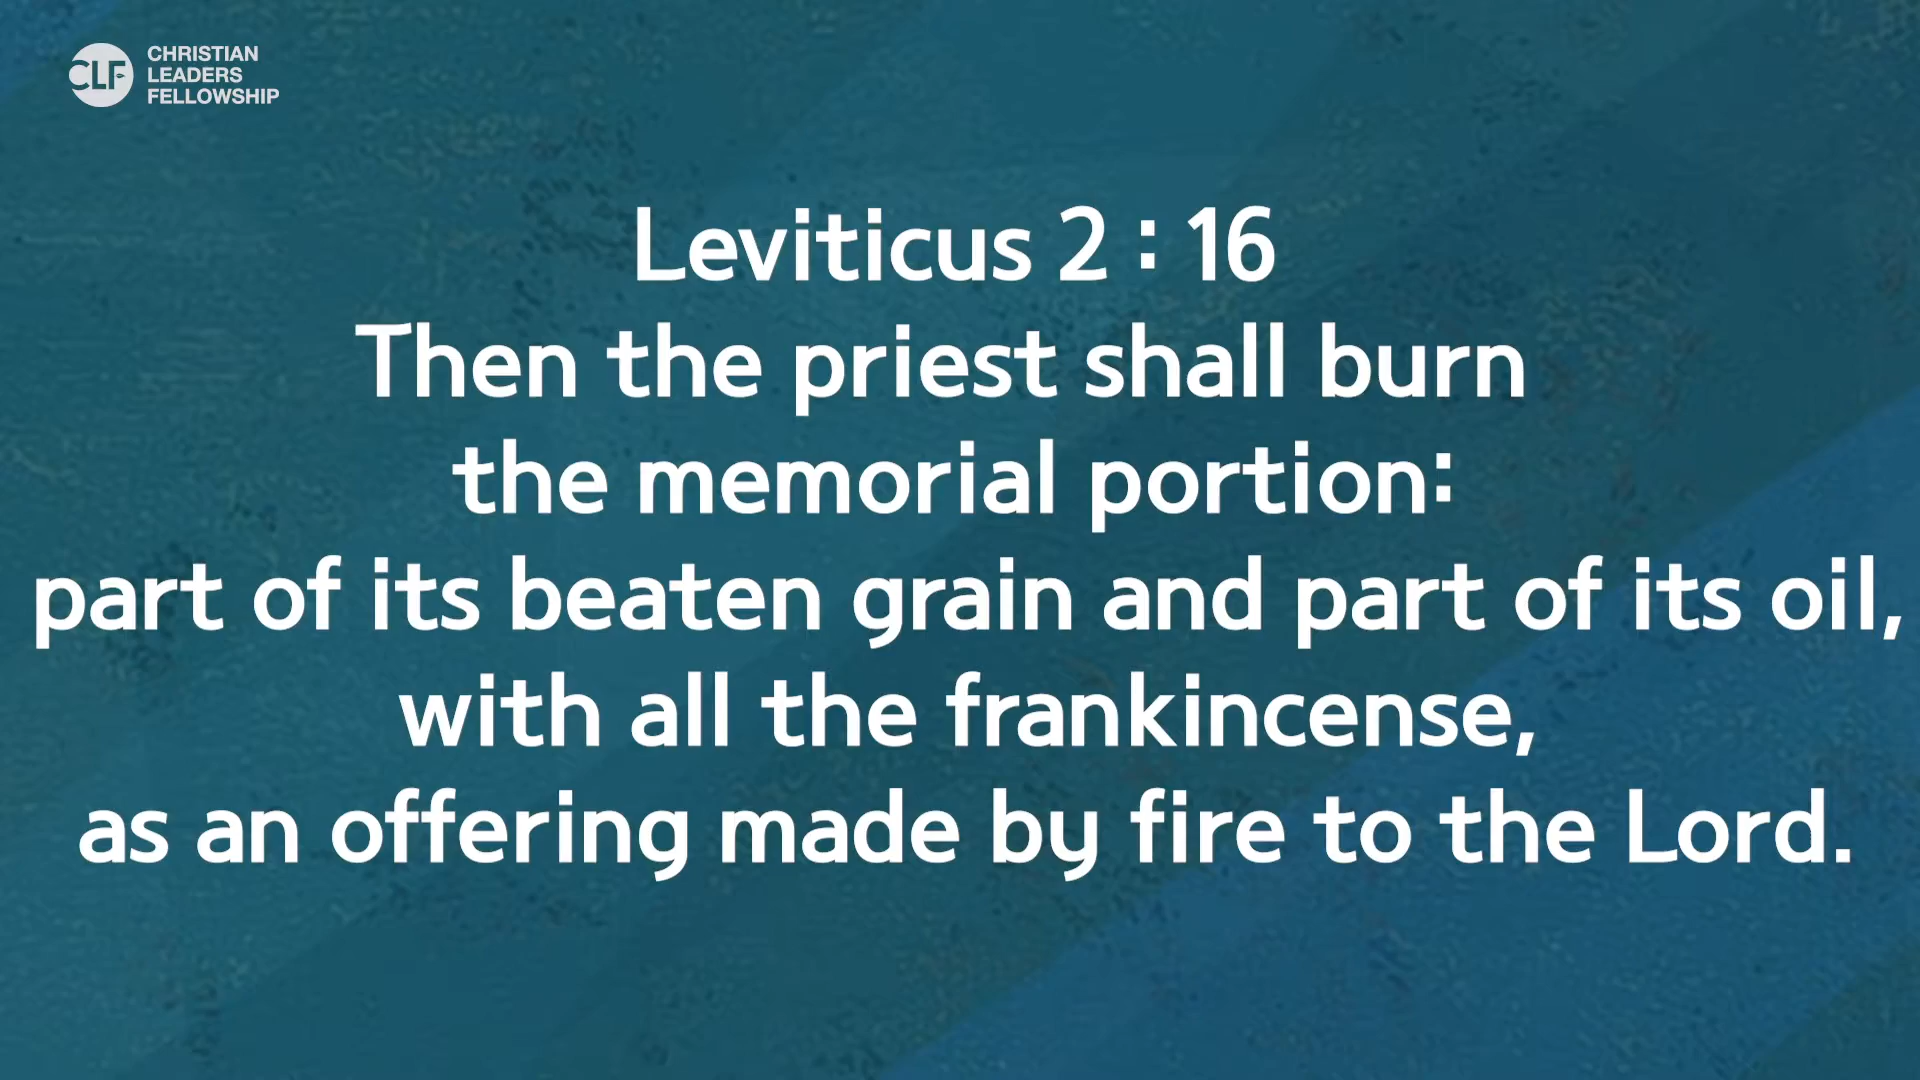 CLF
CHRISTIAN
LEADERS
FELLOWSHIP
Leviticus 2 : 16
Then the priest shall burn
the memorial portion:
part of its beaten grain and part of its oil,
with all the frankincense,
as an offering made by fire to the Lord.